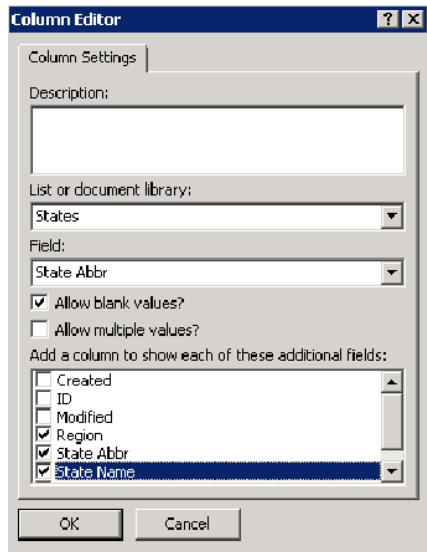 Column Editor
Column Settings
Description:
List or document library:
States
Field:
State Abbr
Allow blank values?
Allow multiple values?
Add a column to show each of these additional fields:
Created
ID
Modified
Region
State Abbr
State Name
OK Cancel